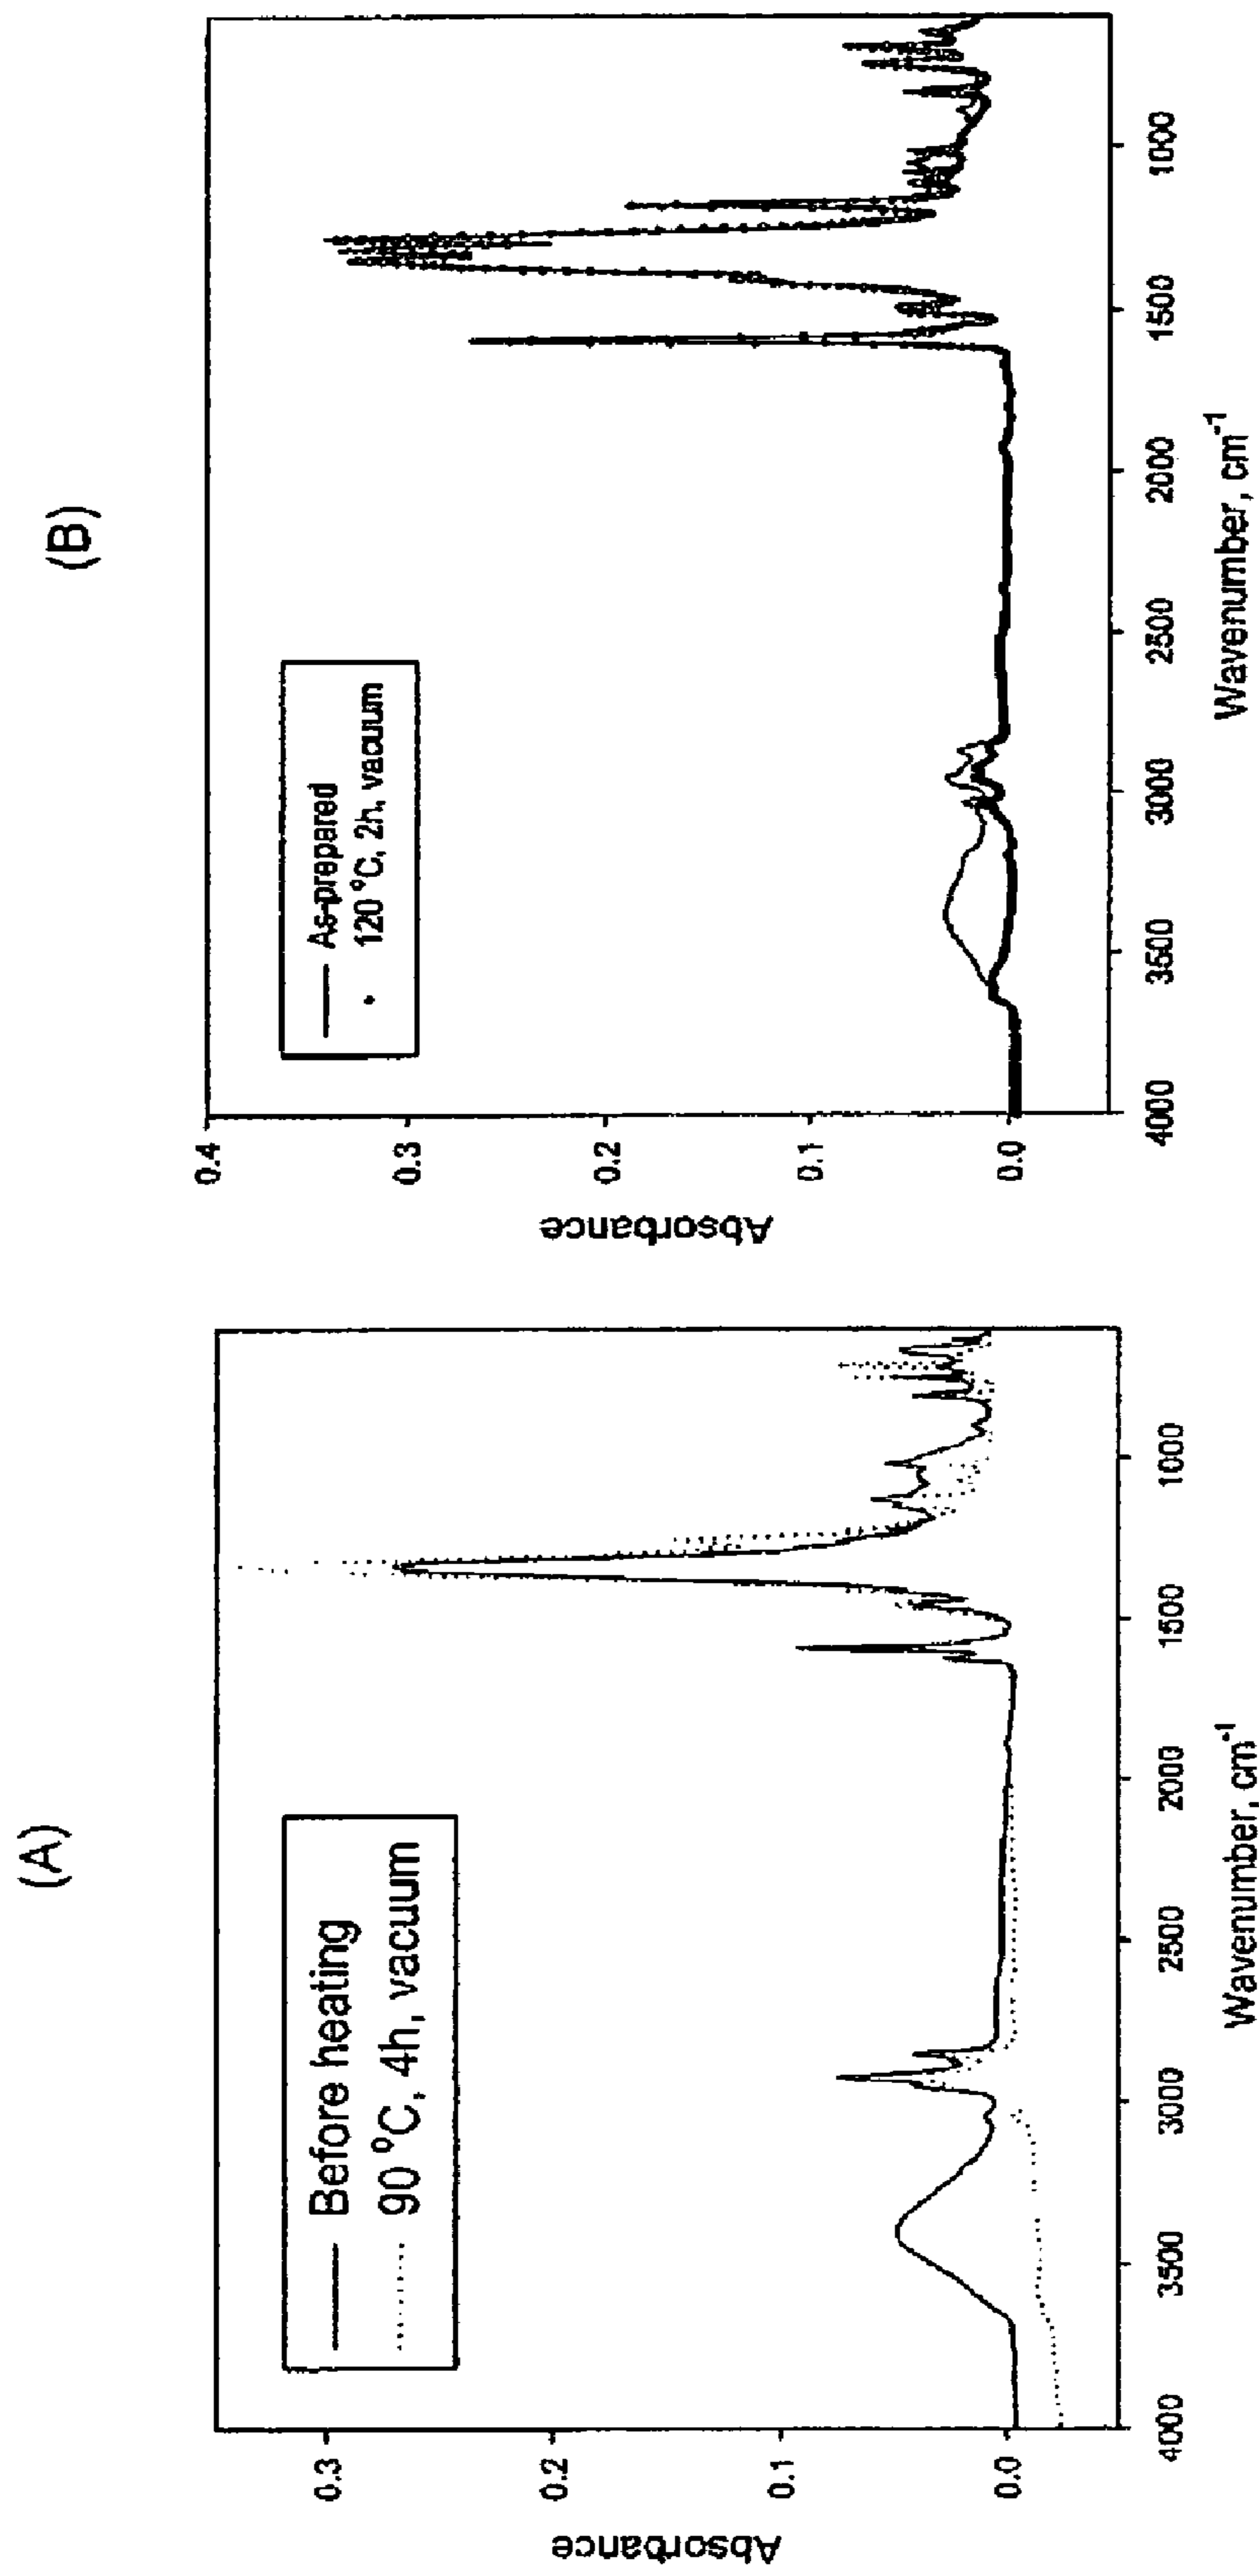 (A)
Before heating
90 °C, 4h, vacuum
Absorbance
0.3
0.2
0.1
0.0
4000
3500
3000
2500
2000
1500
1000
Wavenumber, cm-1
(B)
As-prepared
120 °C, 2h, vacuum
Absorbance
0.4
0.3
0.2
0.1
0.0
4000
3500
3000
2500
2000
1500
1000
Wavenumber, cm-1